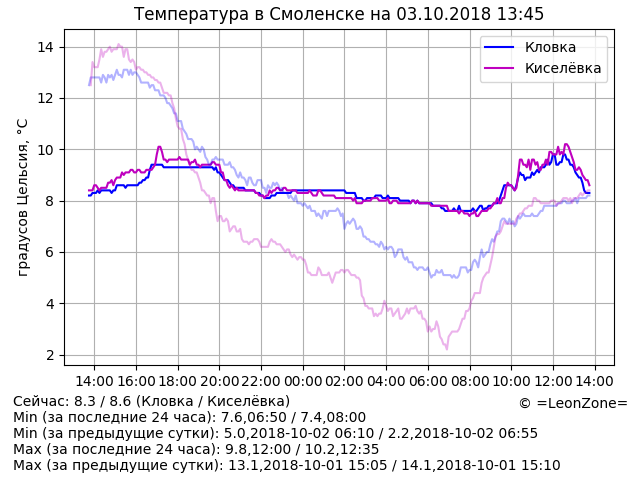 Температура в Смоленске на 03.10.2018 13:45
Кловка
Киселёвка
градусов Цельсия, °C
14
12
10
8
6
4
2
14:00 16:00 18:00 20:00 22:00 00:00 02:00 04:00 06:00 08:00 10:00 12:00 14:00
Сейчас: 8.3 / 8.6 (Кловка / Киселёвка)
© =LeonZone=
Min (за последние 24 часа): 7.6,06:50 / 7.4,08:00
Min (за предыдущие сутки): 5.0,2018-10-02 06:10 / 2.2,2018-10-02 06:55
Max (за последние 24 часа): 9.8,12:00 / 10.2,12:35
Max (за предыдущие сутки): 13.1,2018-10-01 15:05 / 14.1,2018-10-01 15:10